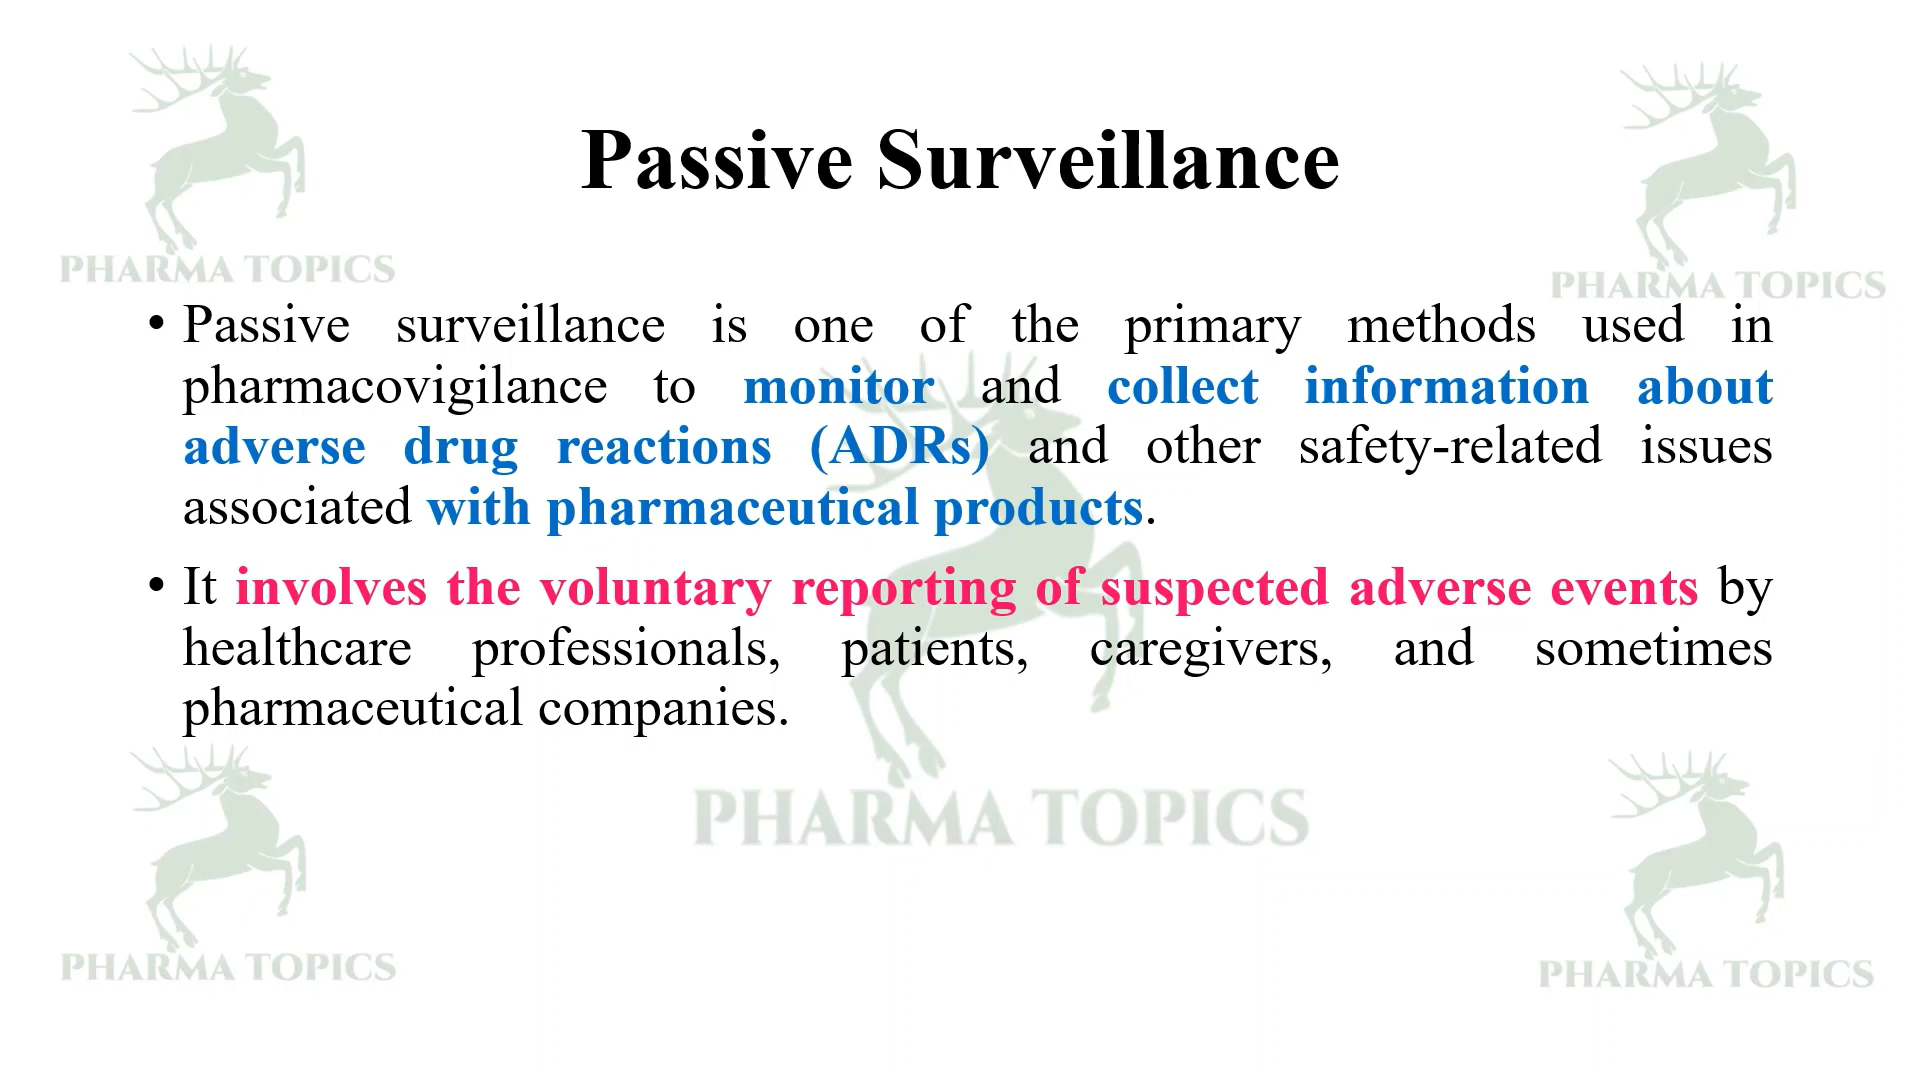 Passive Surveillance
PHARMA TOPICS
PHARMA TOPICS
• Passive surveillance is one of the primary methods used in
pharmacovigilance to monitor and collect information about
adverse drug reactions (ADRs) and other safety-related issues
associated with pharmaceutical products.
• It involves the voluntary reporting of suspected adverse events by
healthcare professionals, patients, caregivers, and sometimes
pharmaceutical companies.
PHARMA TOPICS
PHARMA TOPICS
PHARMA TOPICS